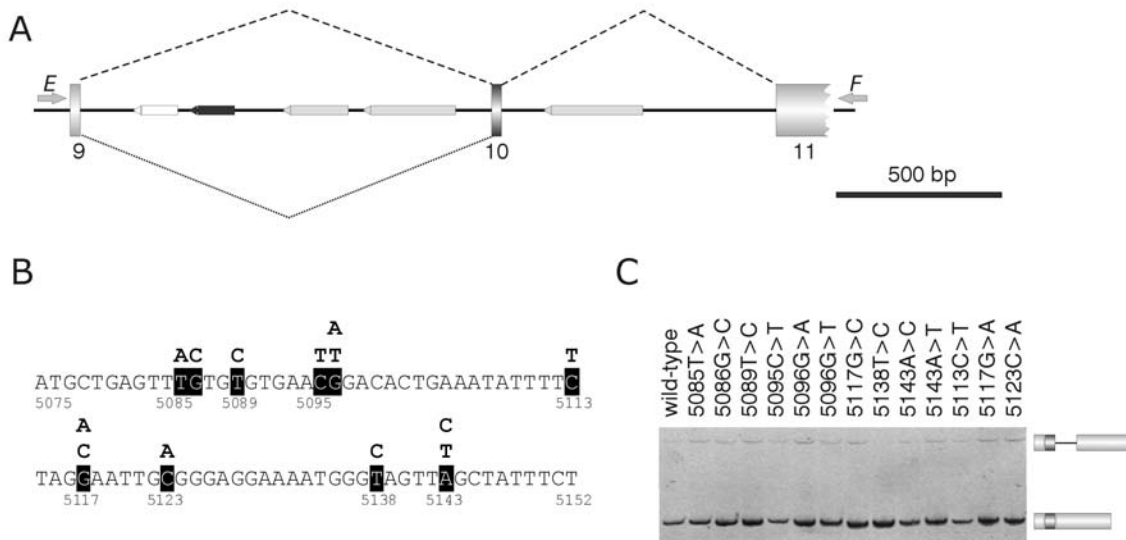 A
E
F
9
10
11
500 bp
B
A
AC C TT T
ATGCTGAGTTTGTGTGTGAACGGACACTGAAATATTTTC
5075 5085 5089 5095 5113
A C
C A C T
TAGGAATTGCGGGAGGAAAATGGGTAGTTAGCTATTTCT
5117 5123 5138 5143 5152
C
wild-type
5085T>A
5086G>C
5089T>C
5095C>T
5096G>A
5096G>T
5117G>C
5138T>C
5143A>C
5143A>T
5113C>T
5117G>A
5123C>A